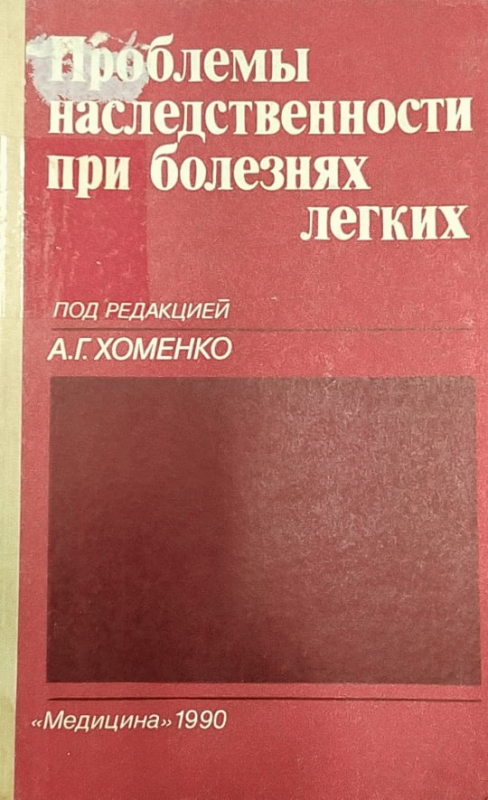 Проблемы
наследственности
при болезнях
легких
ПОД РЕДАКЦИЕЙ
А.Г. ХОМЕНКО
«Медицина» 1990